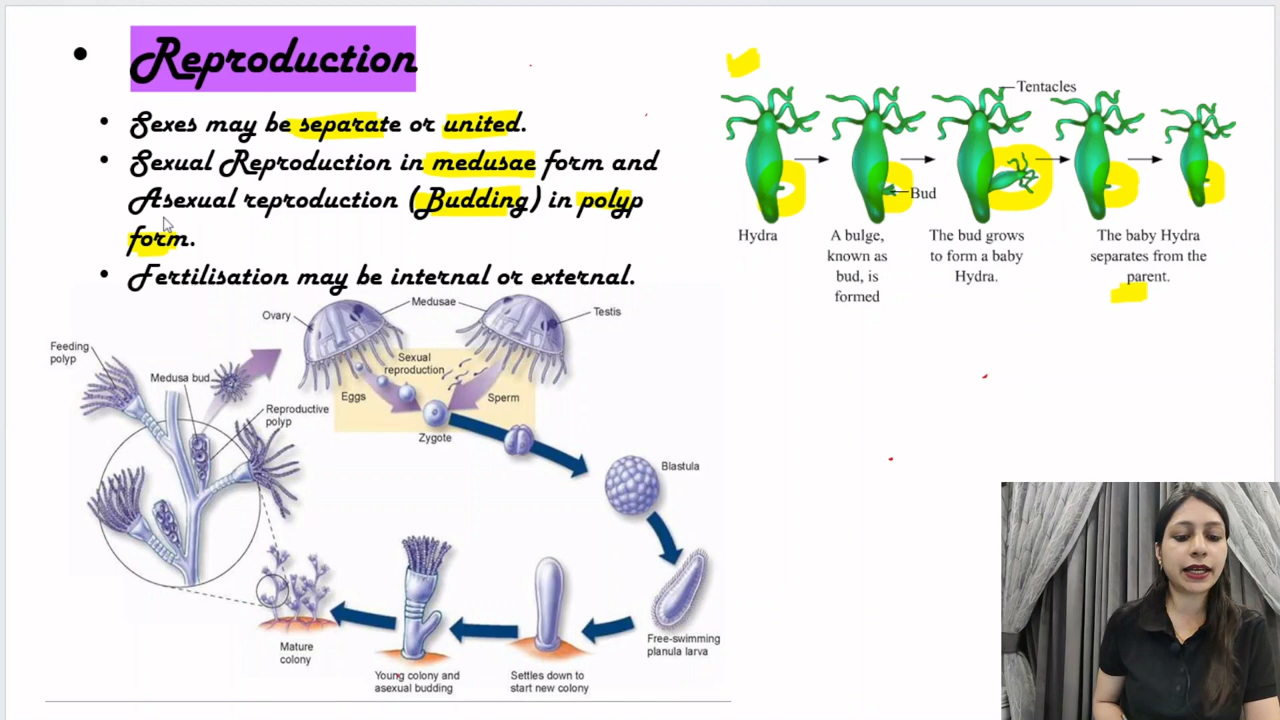 Reproduction
Sexes may be separate or united.
Sexual Reproduction in medusae form and
Asexual reproduction ( Budding) in polyp
form.
Fertilisation may be internal or external.
Tentacles
Bud
Hydra
A bulge,
known as
bud, is
formed
The bud grows
to form a baby
Hydra.
The baby Hydra
separates from the
parent.
Medusae
Ovary
Testis
Feeding
polyp
Medusa bud
Reproductive
polyp
Sexual
reproduction
Eggs
Sperm
Zygote
Blastula
Free-swimming
planula larva
Settles down to
start new colony
Young colony and
asexual budding
Mature
colony